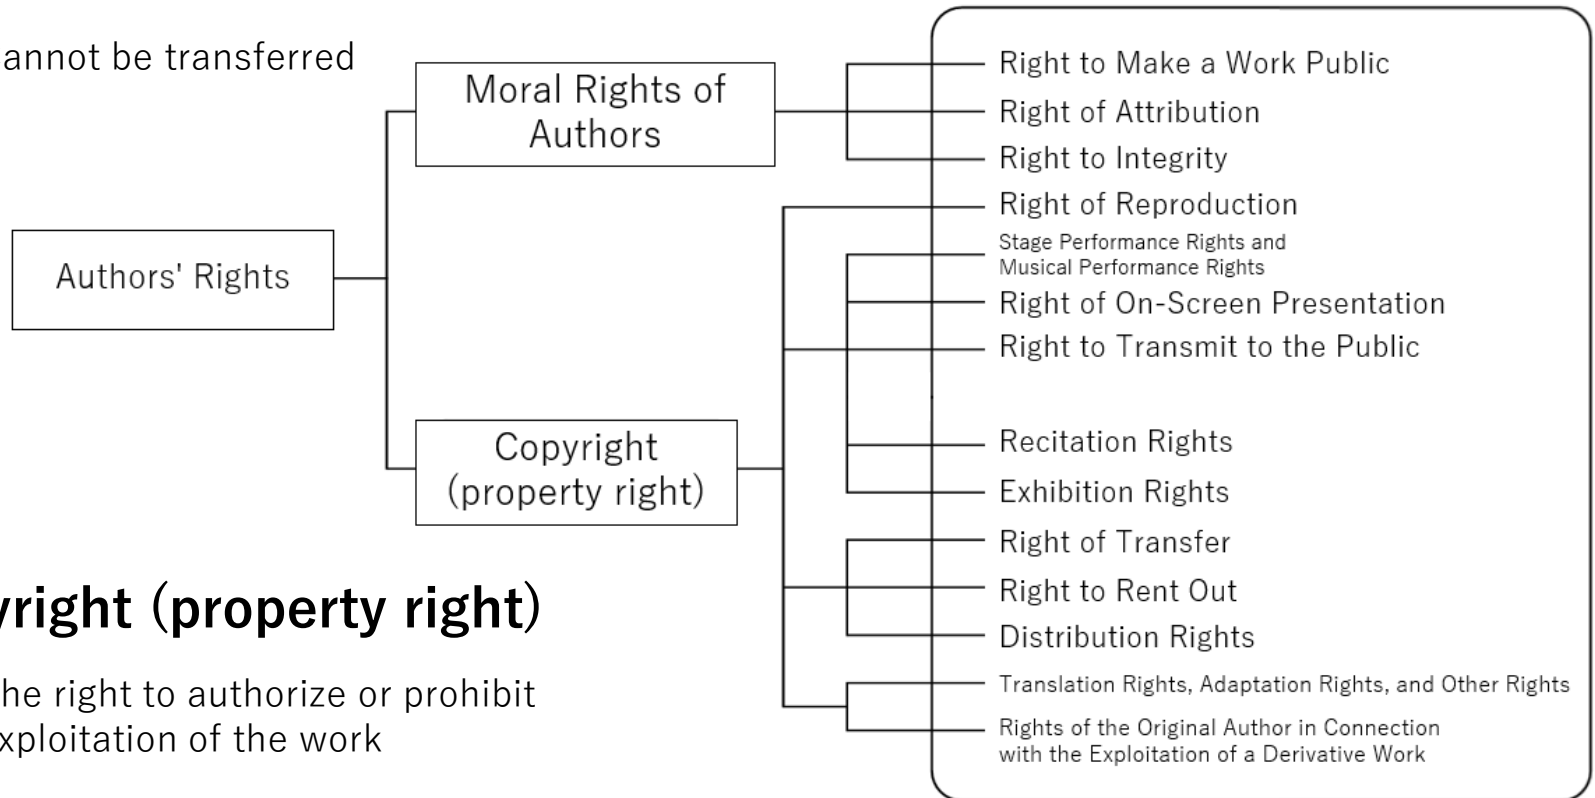 annot be transferred
Moral Rights of
Authors
Authors' Rights
Copyright
(property right)
yright (property right)
he right to authorize or prohibit
xploitation of the work
Right to Make a Work Public
Right of Attribution
Right to Integrity
Right of Reproduction
Stage Performance Rights and
Musical Performance Rights
Right of On-Screen Presentation
Right to Transmit to the Public
Recitation Rights
Exhibition Rights
Right of Transfer
Right to Rent Out
Distribution Rights
Translation Rights, Adaptation Rights, and Other Rights
Rights of the Original Author in Connection
with the Exploitation of a Derivative Work